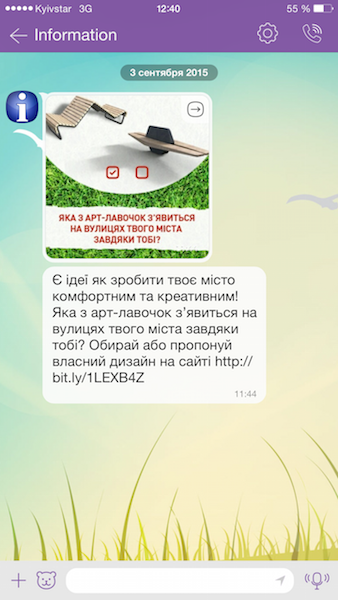 Kyivstar 3G 12:40 55 %
Information
3 сентября 2015
ЯКА З АРТ-ЛАВОЧОК З'ЯВИТЬСЯ
НА ВУЛИЦЯХ ТВОГО МІСТА
ЗАВДЯКИ ТОБІ?
Є ідеї як зробити твоє місто
комфортним та креативним!
Яка з арт-лавочок з'явиться на
вулицях твого міста завдяки
тобі? Обирай або пропонуй
власний дизайн на сайті http://
bit.ly/1LEXB4Z
11:44